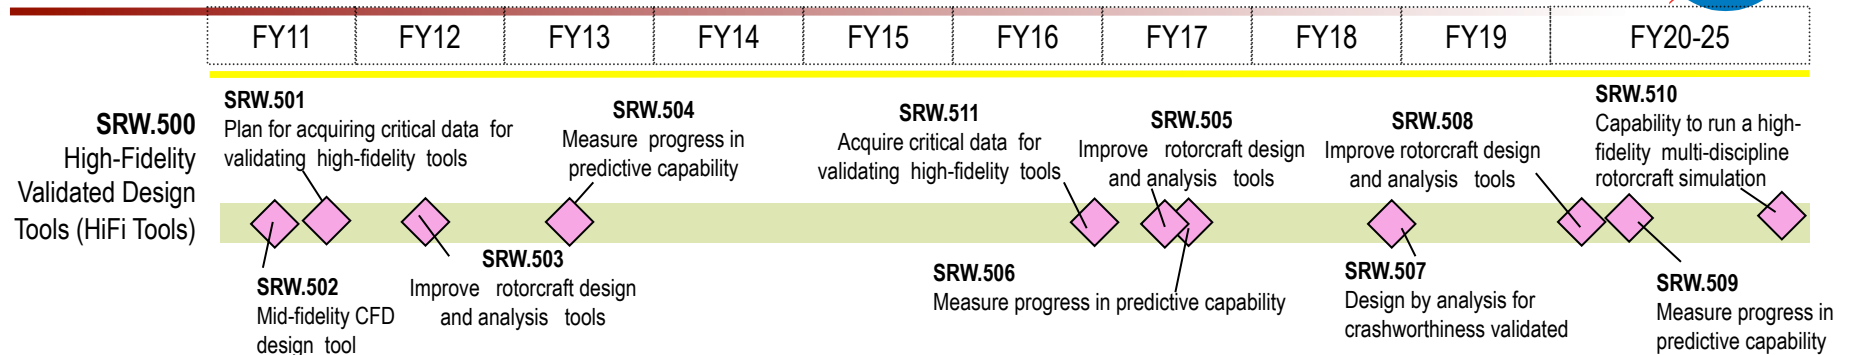 FY11 FY12 FY13 FY14 FY15 FY16 FY17 FY18 FY19 FY20-25
SRW.500
High-Fidelity
Validated Design
Tools (HiFi Tools)
SRW.501
Plan for acquiring critical data for
validating high-fidelity tools
SRW.504
Measure progress in
predictive capability
SRW.511
Acquire critical data for
validating high-fidelity tools
SRW.505
Improve rotorcraft design
and analysis tools
SRW.508
Improve rotorcraft design
and analysis tools
SRW.510
Capability to run a high-
fidelity multi-discipline
rotorcraft simulation
SRW.502
Mid-fidelity CFD
design tool
SRW.503
Improve rotorcraft design
and analysis tools
SRW.506
Measure progress in predictive capability
SRW.507
Design by analysis for
crashworthiness validated
SRW.509
Measure progress in
predictive capability